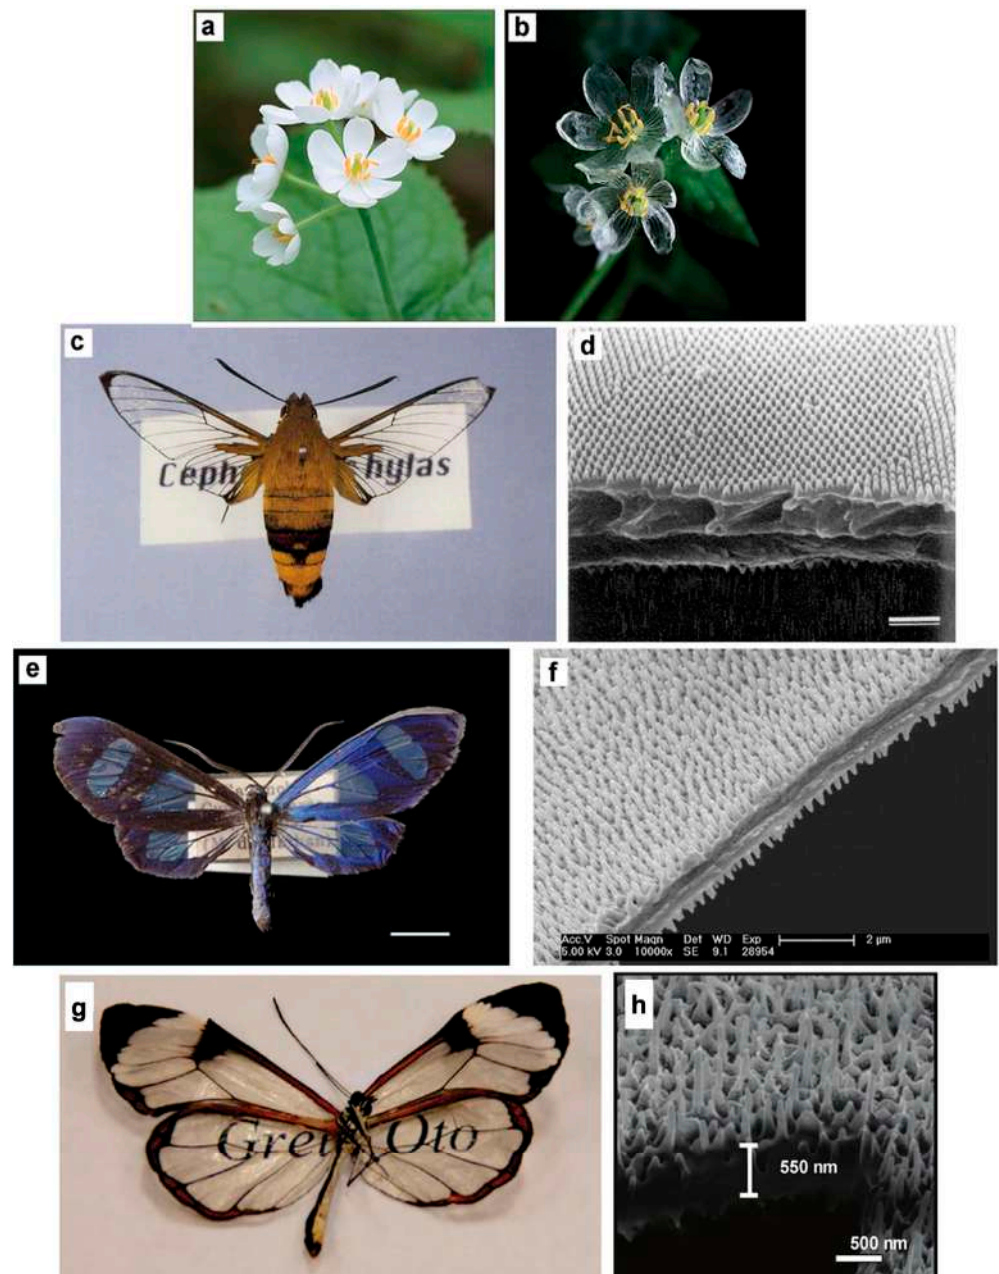 a
b
c
Ceph hylas
d
e
f
Acc.V Spot Magn Det WD Exp 2 µm
5.00 kV 3.0 10000x SE 9.1 28954
g
Gret Oto
h
550 nm
500 nm